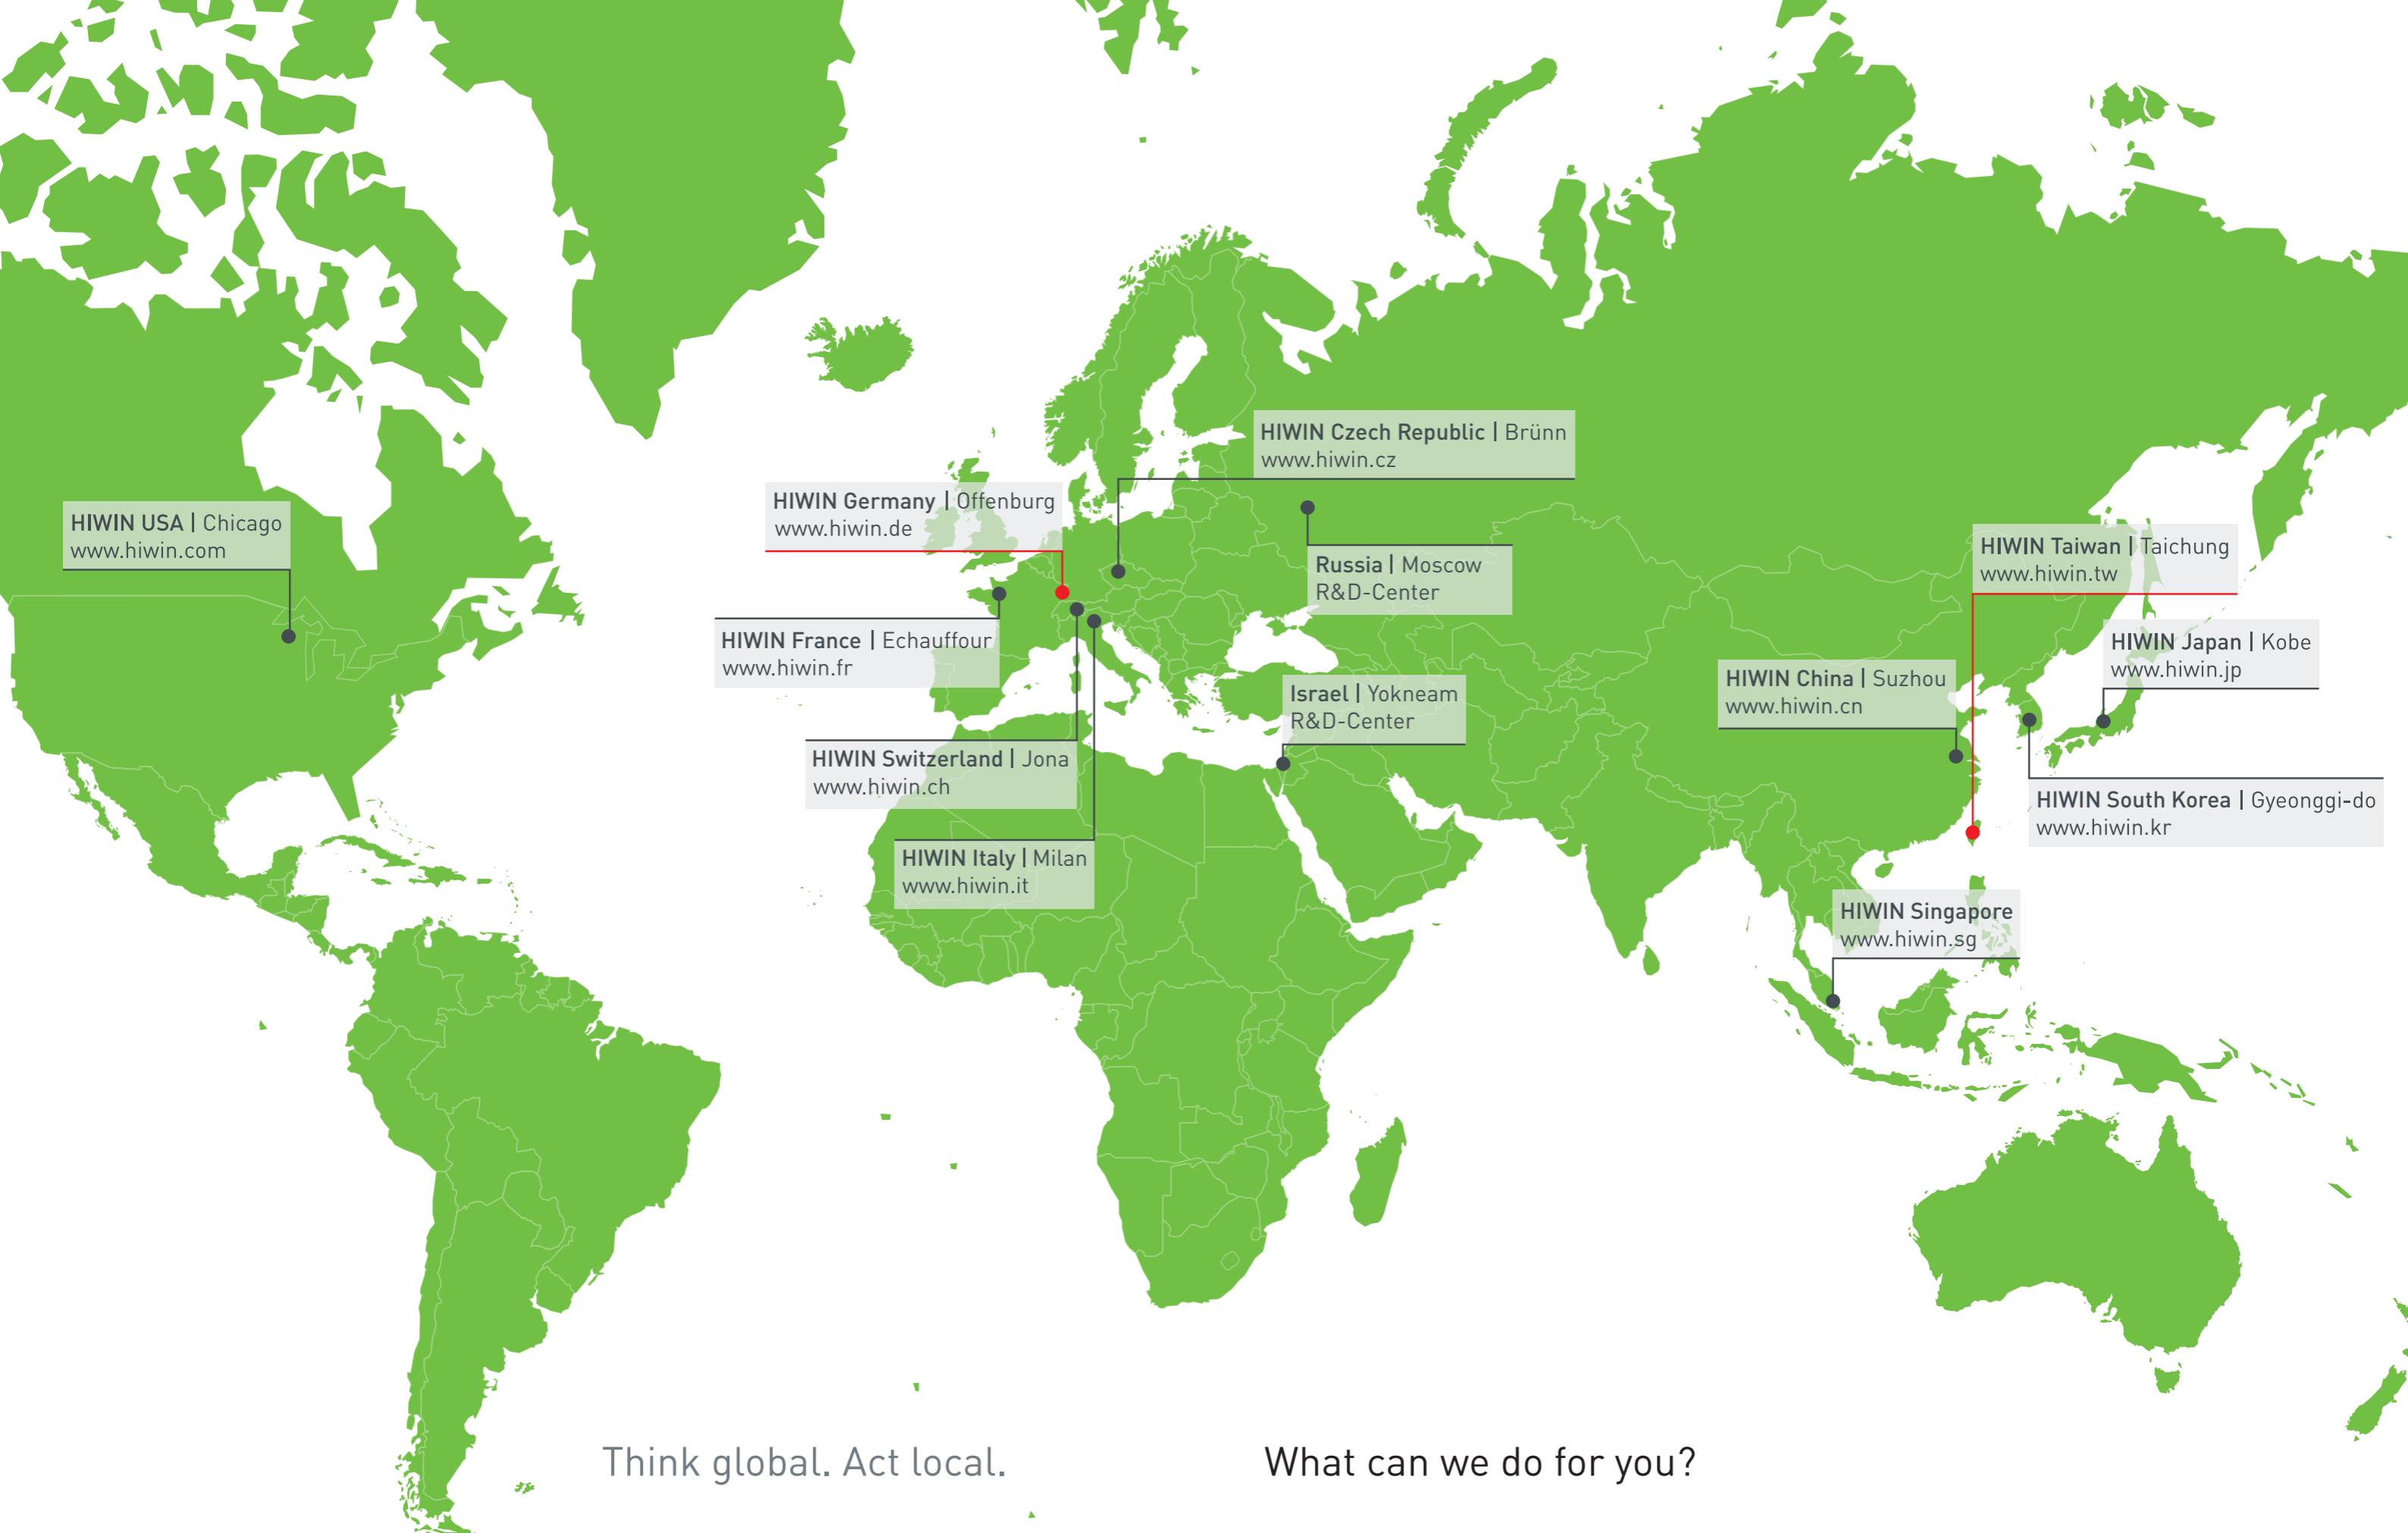 HIWIN Czech Republic | Brünn
www.hiwin.cz
HIWIN Germany | Offenburg
www.hiwin.de
HIWIN USA | Chicago
www.hiwin.com
Russia | Moscow
R&D-Center
HIWIN Taiwan | Taichung
www.hiwin.tw
HIWIN France | Echauffour
www.hiwin.fr
HIWIN Japan | Kobe
www.hiwin.jp
HIWIN China | Suzhou
www.hiwin.cn
Israel | Yokneam
R&D-Center
HIWIN Switzerland | Jona
www.hiwin.ch
HIWIN South Korea | Gyeonggi-do
www.hiwin.kr
HIWIN Italy | Milan
www.hiwin.it
HIWIN Singapore
www.hiwin.sg
Think global. Act local.
What can we do for you?